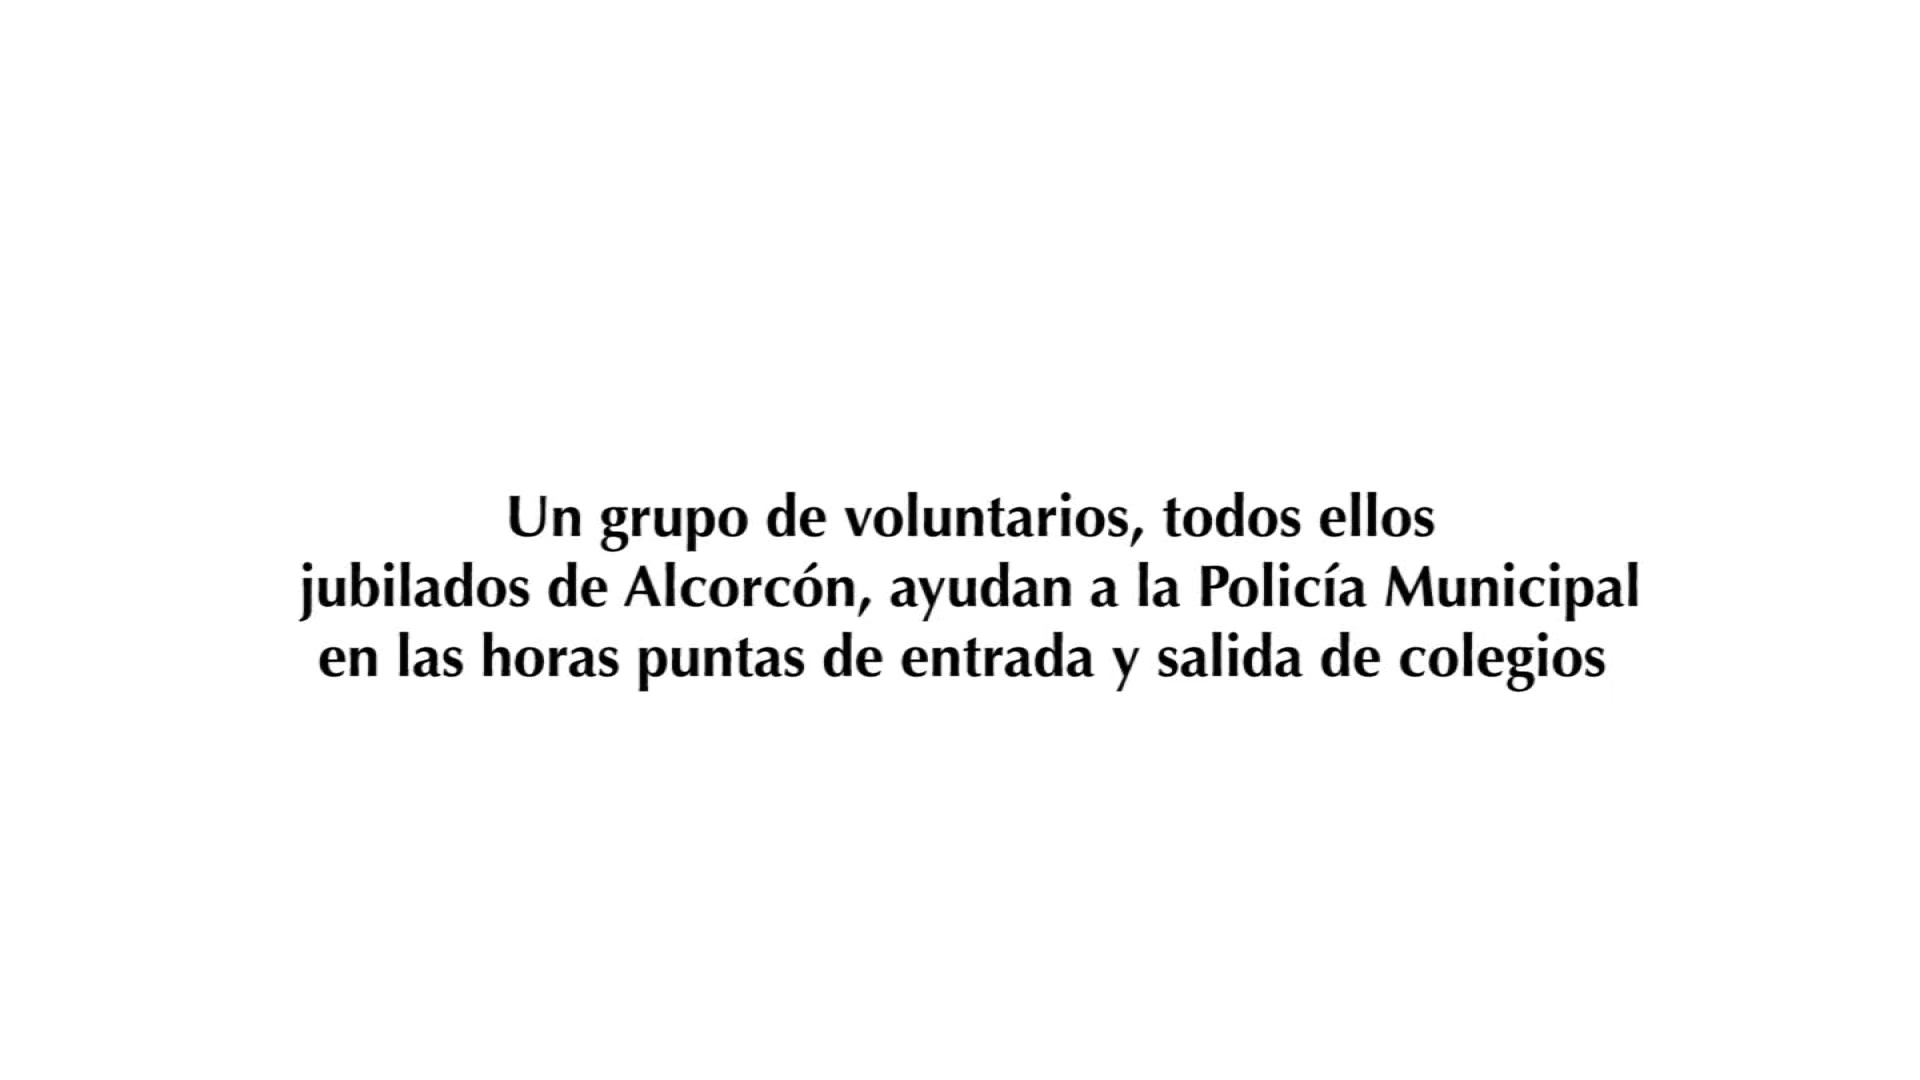 Un grupo de voluntarios, todos ellos
jubilados de Alcorcón, ayudan a la Policía Municipal
en las horas puntas de entrada y salida de colegios